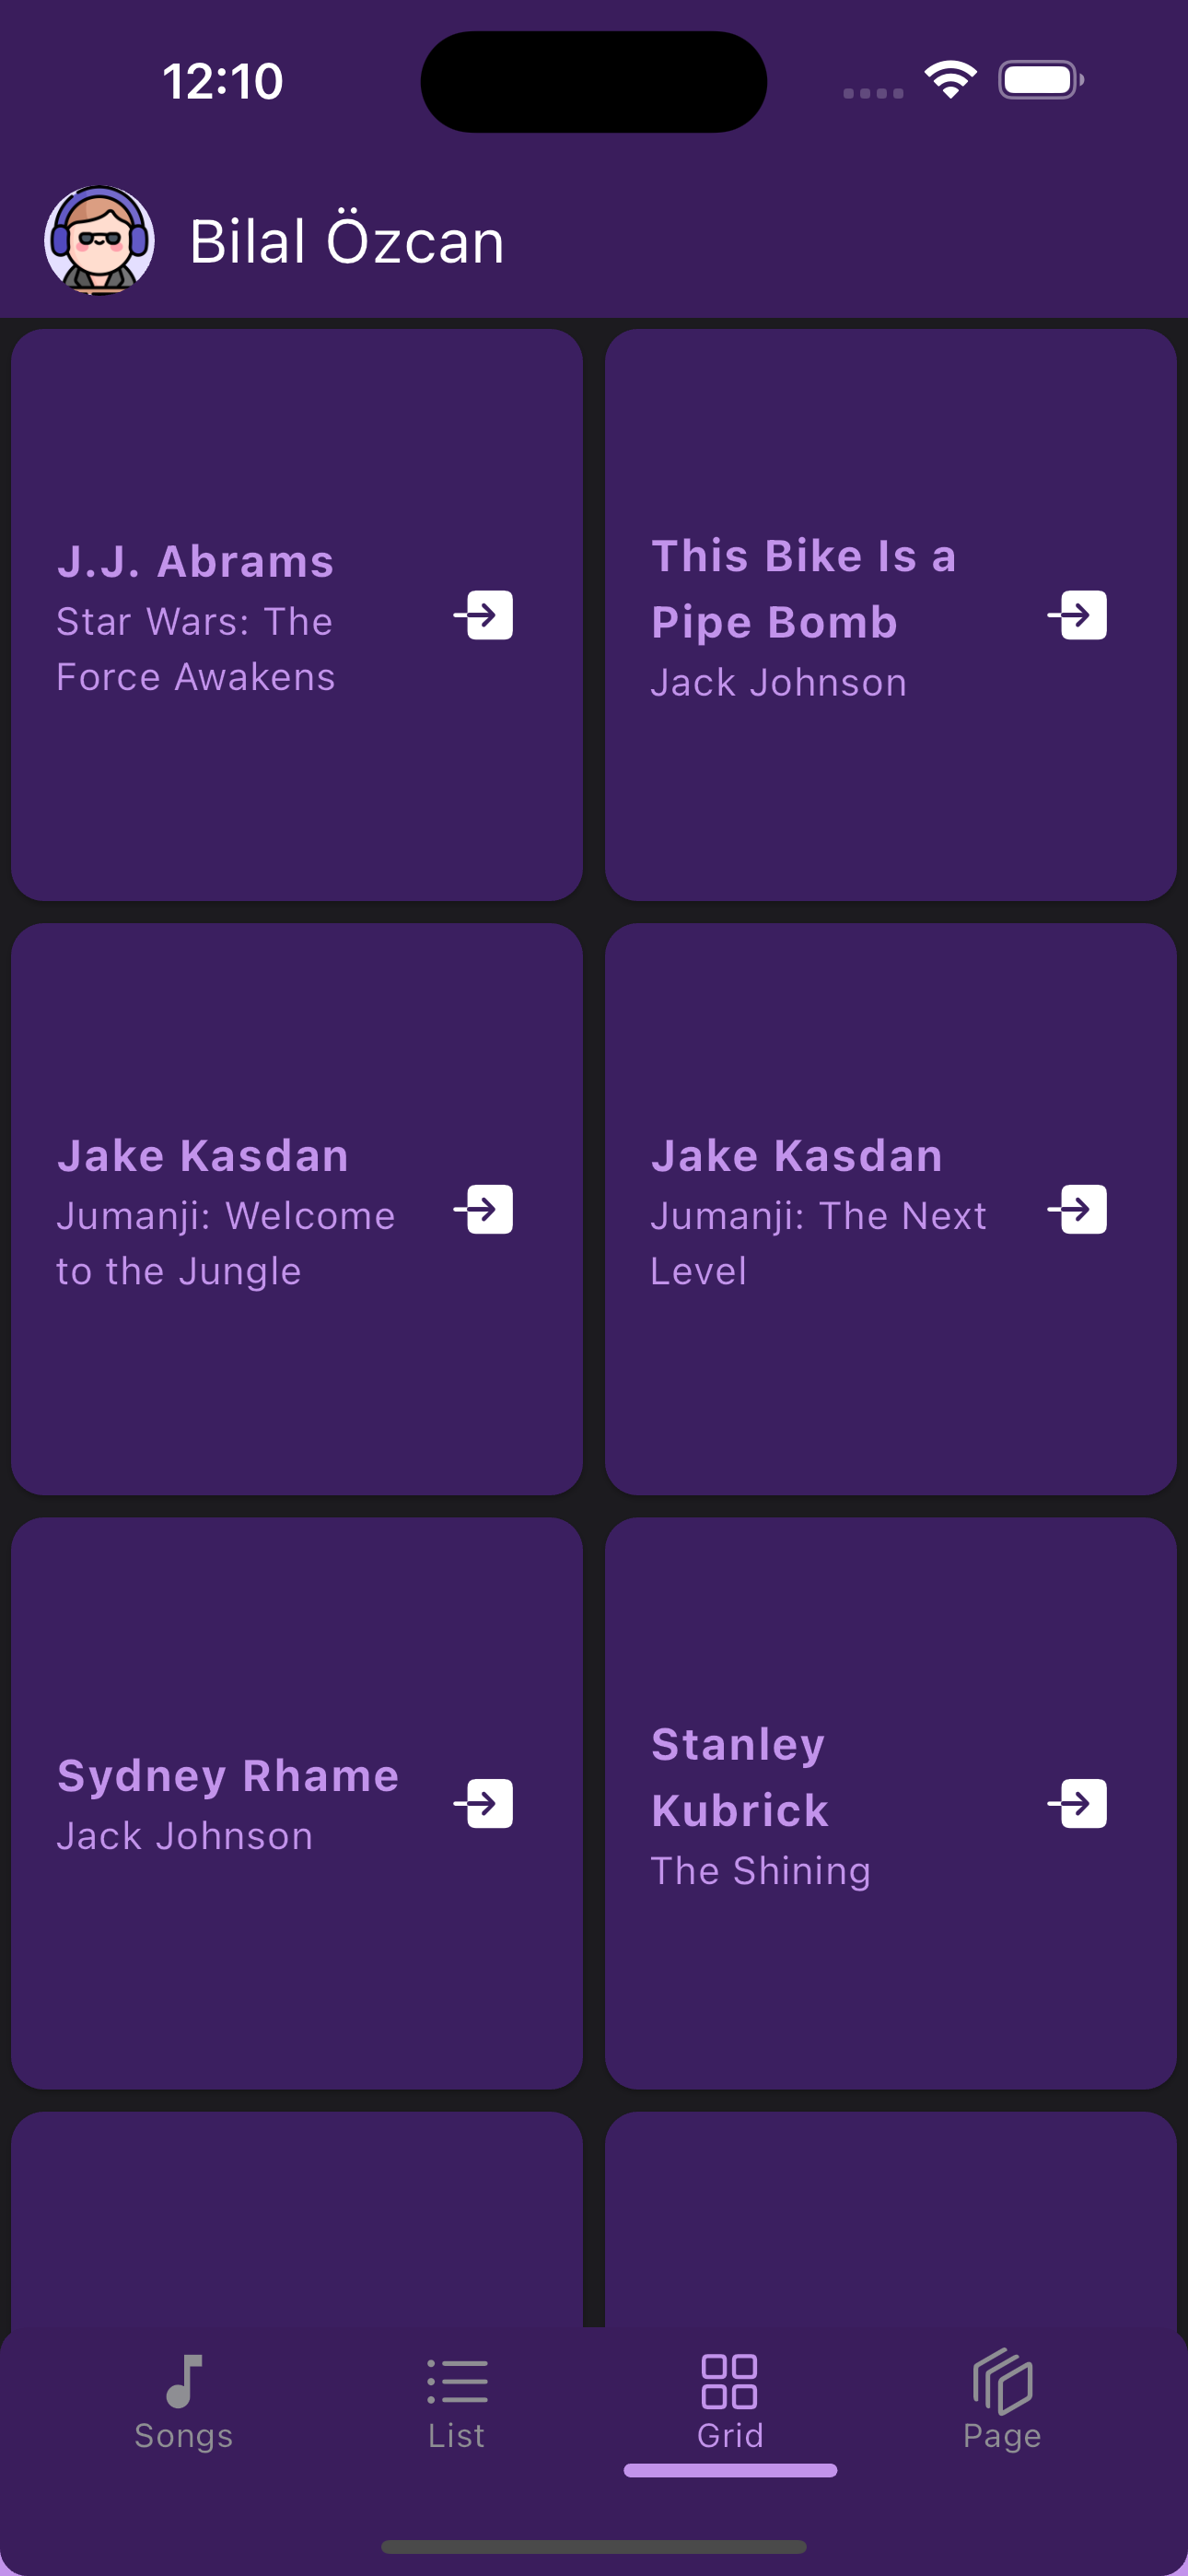 12:10
Bilal Özcan
J.J. Abrams
Star Wars: The
Force Awakens
This Bike Is a
Pipe Bomb
Jack Johnson
Jake Kasdan
Jumanji: Welcome
to the Jungle
Jake Kasdan
Jumanji: The Next
Level
Sydney Rhame
Jack Johnson
Stanley
Kubrick
The Shining
Songs
List
Grid
Page